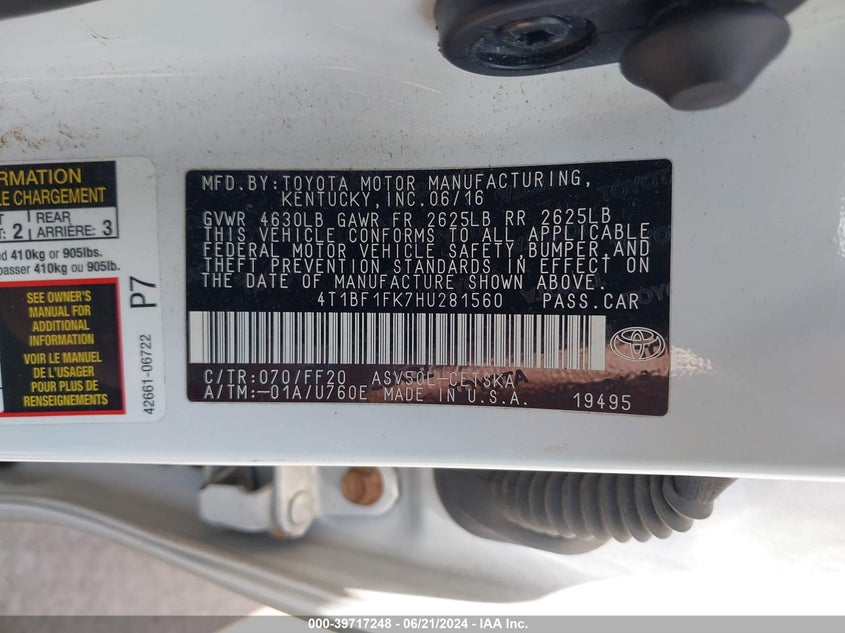 RMATION
LE CHARGEMENT
T 2 REAR 3
ARRIÈRE:
d 410kg or 905lbs.
passer 410kg ou 905lb.
SEE OWNER'S
MANUAL FOR
ADDITIONAL
INFORMATION
VOIR LE MANUEL
DE L'USAGER
POUR PLUS DE
RENSEIGNEMENTS
P7
42661-06722
MFD.BY:TOYOTA MOTOR MANUFACTURING,
KENTUCKY,INC.06/16
GVWR 4630LB GAWR FR 2625LB RR 2625LB
THIS VEHICLE CONFORMS TO ALL APPLICABLE
FEDERAL MOTOR VEHICLE SAFETY,BUMPER,AND
THEFT PREVENTION STANDARDS IN EFFECT ON
THE DATE OF MANUFACTURE SHOWN ABOVE.
4T1BF1FK7HU281560 PASS.CAR
C/TR:070/FF20 ASV50L-CETSKA
A/TM:-01A/U760E MADE IN U.S.A. 19495
000-39717248 - 06/21/2024 - IAA Inc.